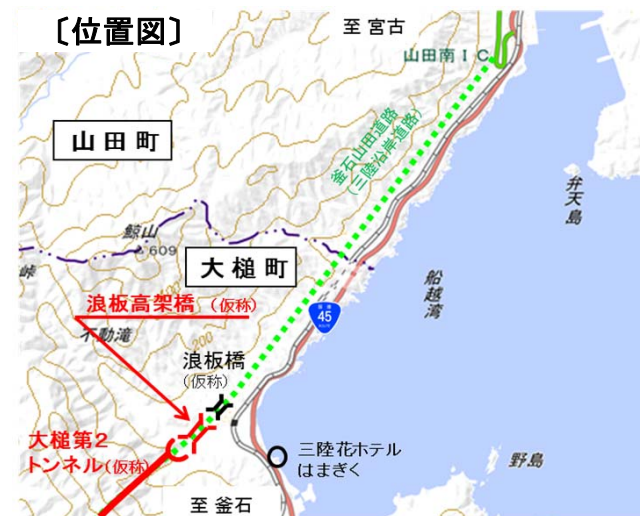 〔位置図〕
至 宮古
山田南ＩＣ
釜石山田道路
(三陸沿岸道路)
山田町
弁天島
鯨山
609
峠
大槌町
船越湾
浪板高架橋 (仮称)
45
不動滝
200
浪板橋
(仮称)
大槌第２
トンネル(仮称)
三陸花ホテル
はまぎく
野島
至 釜石